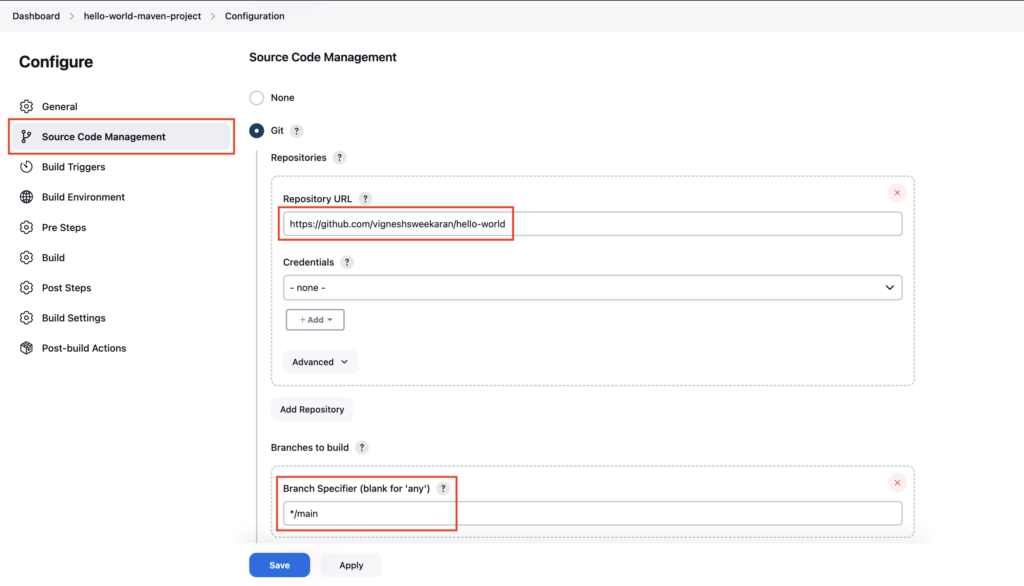 Dashboard > hello-world-maven-project > Configuration
Configure
General
Source Code Management
Build Triggers
Build Environment
Pre Steps
Build
Post Steps
Build Settings
Post-build Actions
Source Code Management
None
Git ?
Repositories ?
Repository URL ?
https://github.com/vigneshsweekaran/hello-world
Credentials ?
- none -
+ Add
Advanced
Add Repository
Branches to build ?
Branch Specifier (blank for 'any') ?
*/main
Save Apply